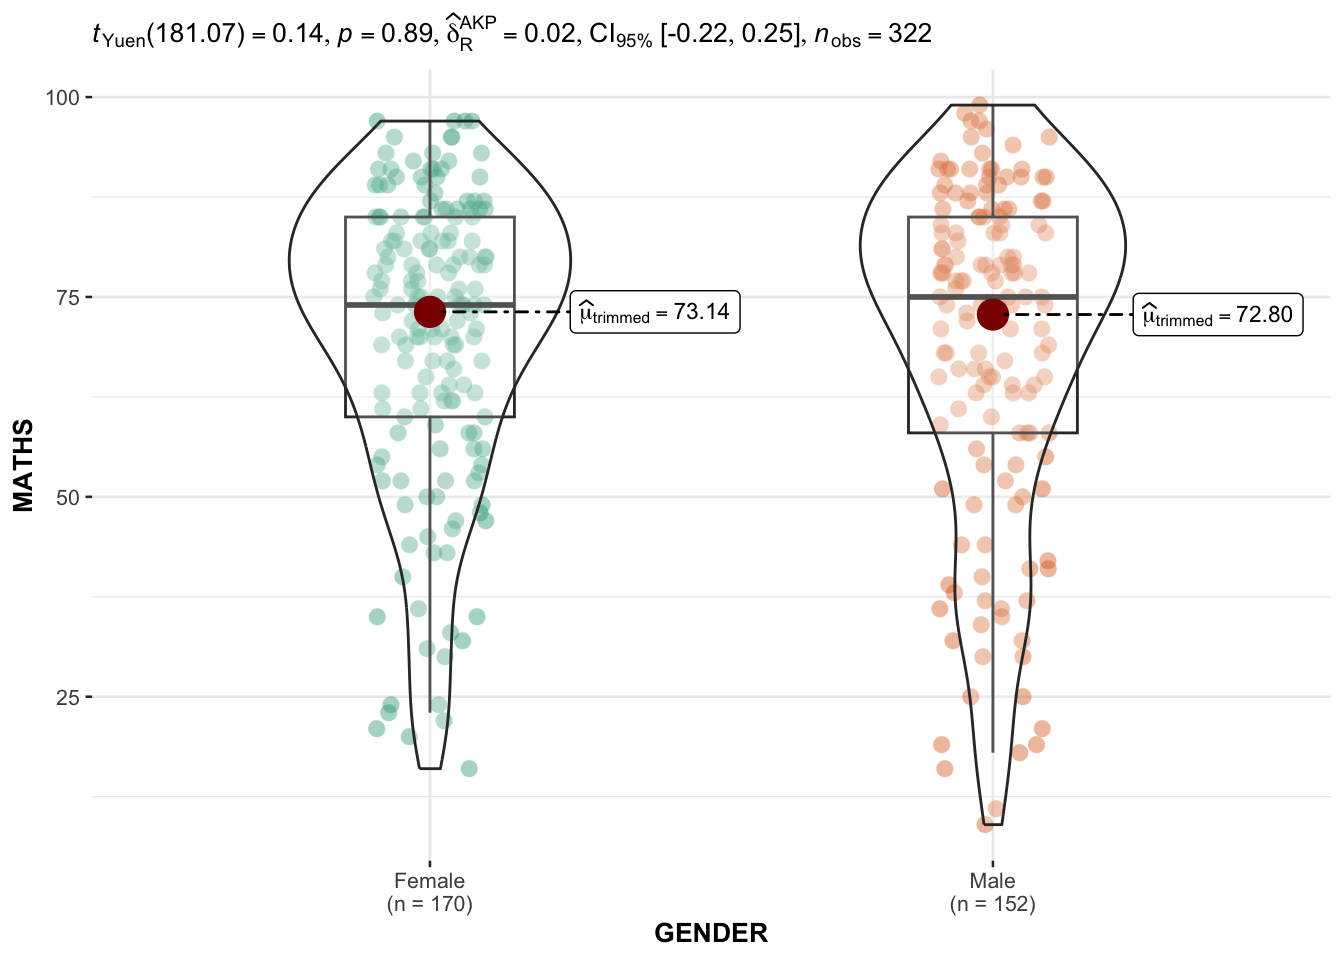 tYuen(181.07) = 0.14, p = 0.89, δ̂R^AKP = 0.02, CI95% [-0.22, 0.25], nobs = 322
100
75
50
25
μ̂trimmed = 73.14
μ̂trimmed = 72.80
MATHS
Female
(n = 170)
Male
(n = 152)
GENDER